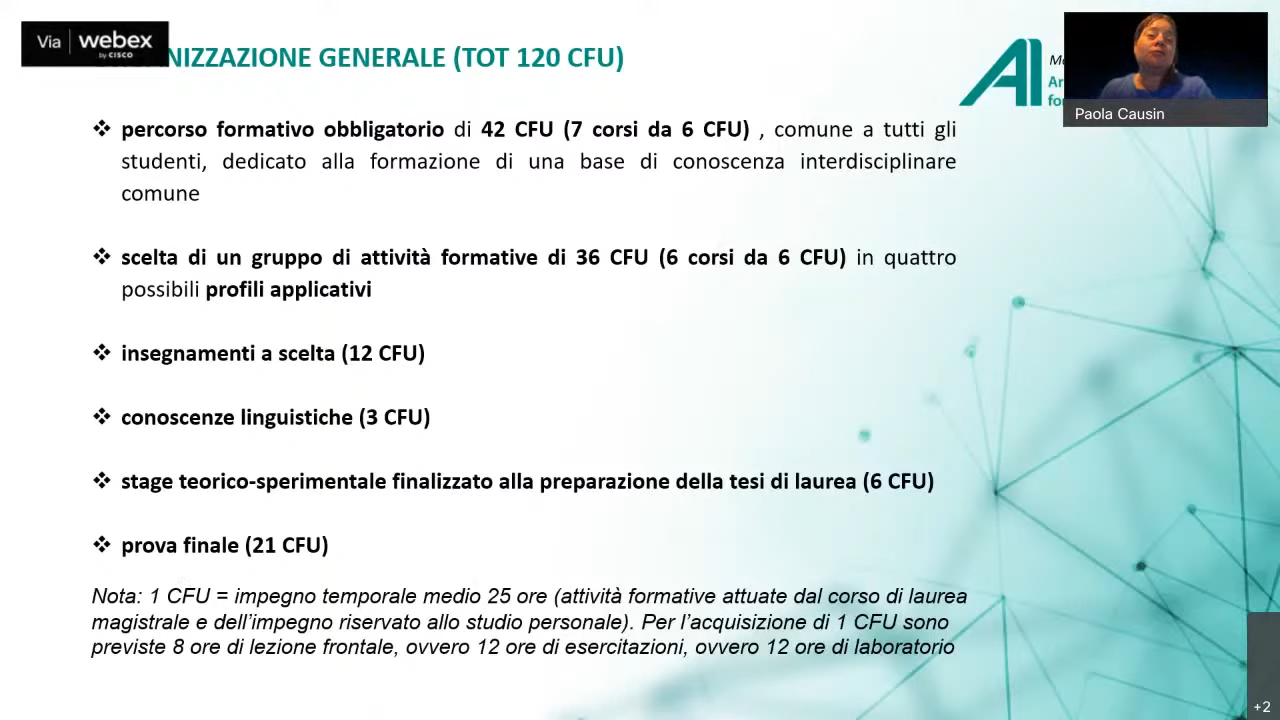 Via webex
by CISCO
NIZZAZIONE GENERALE (TOT 120 CFU)
AI
Paola Causin
❖ percorso formativo obbligatorio di 42 CFU (7 corsi da 6 CFU) , comune a tutti gli
studenti, dedicato alla formazione di una base di conoscenza interdisciplinare
comune
❖ scelta di un gruppo di attività formative di 36 CFU (6 corsi da 6 CFU) in quattro
possibili profili applicativi
❖ insegnamenti a scelta (12 CFU)
❖ conoscenze linguistiche (3 CFU)
❖ stage teorico-sperimentale finalizzato alla preparazione della tesi di laurea (6 CFU)
❖ prova finale (21 CFU)
Nota: 1 CFU = impegno temporale medio 25 ore (attività formative attuate dal corso di laurea
magistrale e dell’impegno riservato allo studio personale). Per l’acquisizione di 1 CFU sono
previste 8 ore di lezione frontale, ovvero 12 ore di esercitazioni, ovvero 12 ore di laboratorio
+2